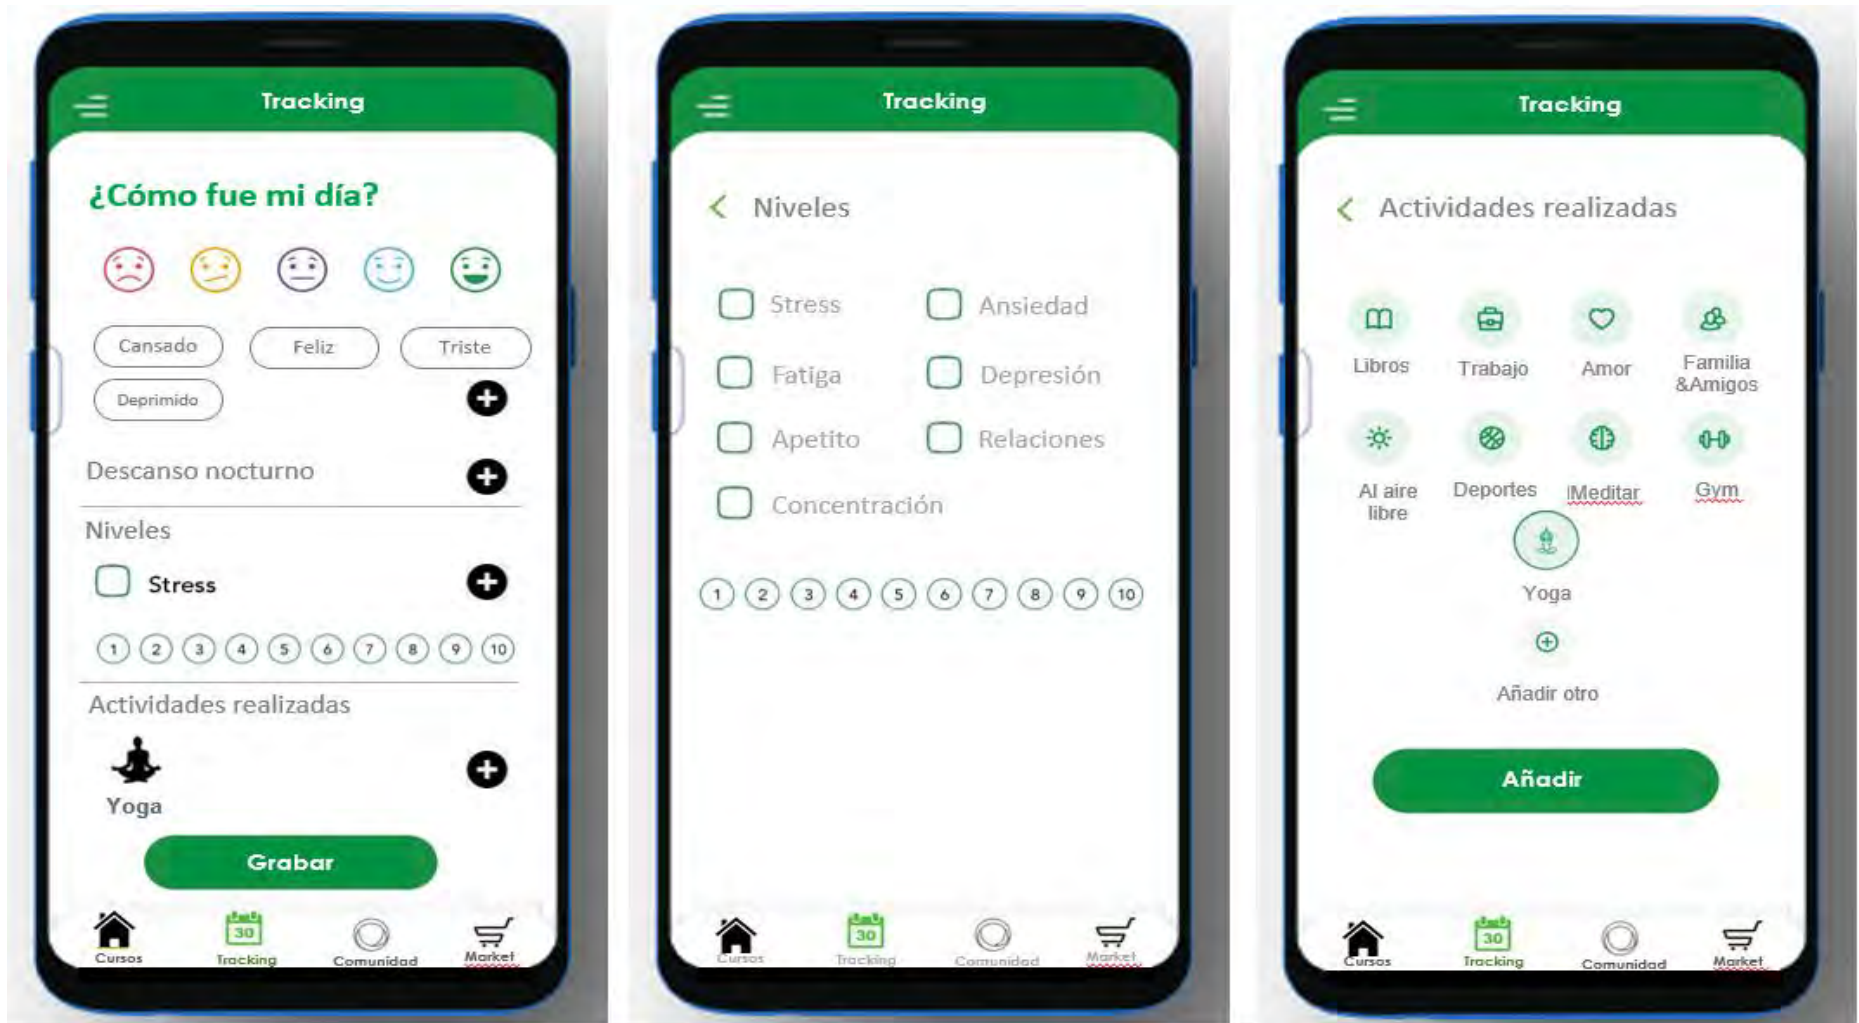 Tracking
¿Cómo fue mi día?
Cansado
Feliz
Triste
Deprimido
Descanso nocturno
Niveles
Stress
1 2 3 4 5 6 7 8 9 10
Actividades realizadas
Yoga
Grabar
30
Cursos
Tracking
Comunidad
Market
Tracking
Niveles
Stress
Ansiedad
Fatiga
Depresión
Apetito
Relaciones
Concentración
1 2 3 4 5 6 7 8 9 10
30
Cursos
Tracking
Comunidad
Market
Tracking
Actividades realizadas
Libros
Trabajo
Amor
Familia
&Amigos
Al aire
libre
Deportes
Meditar
Gym
Yoga
Añadir otro
Añadir
30
Cursos
Tracking
Comunidad
Market